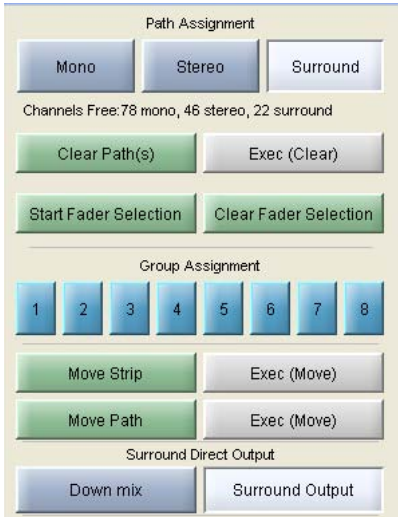 Path Assignment
Mono Stereo Surround
Channels Free:78 mono, 46 stereo, 22 surround
Clear Path(s) Exec (Clear)
Start Fader Selection Clear Fader Selection
Group Assignment
1 2 3 4 5 6 7 8
Move Strip Exec (Move)
Move Path Exec (Move)
Surround Direct Output
Down mix Surround Output